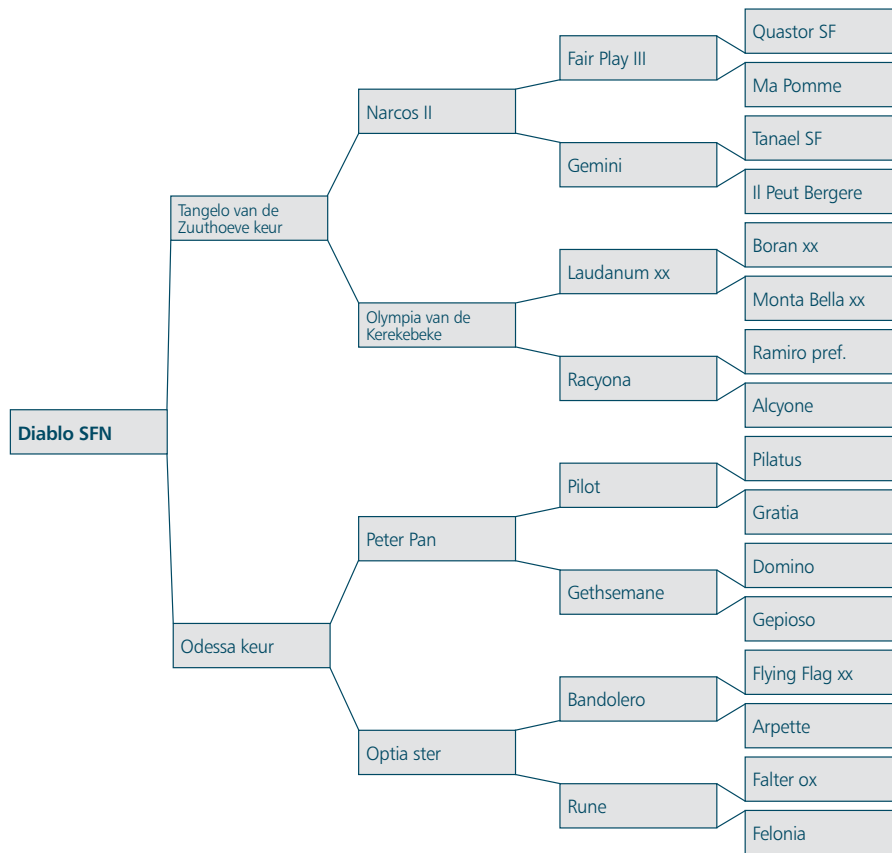 Quastor SF
Fair Play III
Ma Pomme
Narcos II
Tanael SF
Gemini
Il Peut Bergere
Tangelo van de
Zuuthoeve keur
Boran xx
Laudanum xx
Monta Bella xx
Olympia van de
Kerekebeke
Ramiro pref.
Racyona
Alcyone
Diablo SFN
Pilatus
Pilot
Gratia
Peter Pan
Domino
Gethsemane
Gepioso
Odessa keur
Flying Flag xx
Bandolero
Arpette
Optia ster
Falter ox
Rune
Felonia